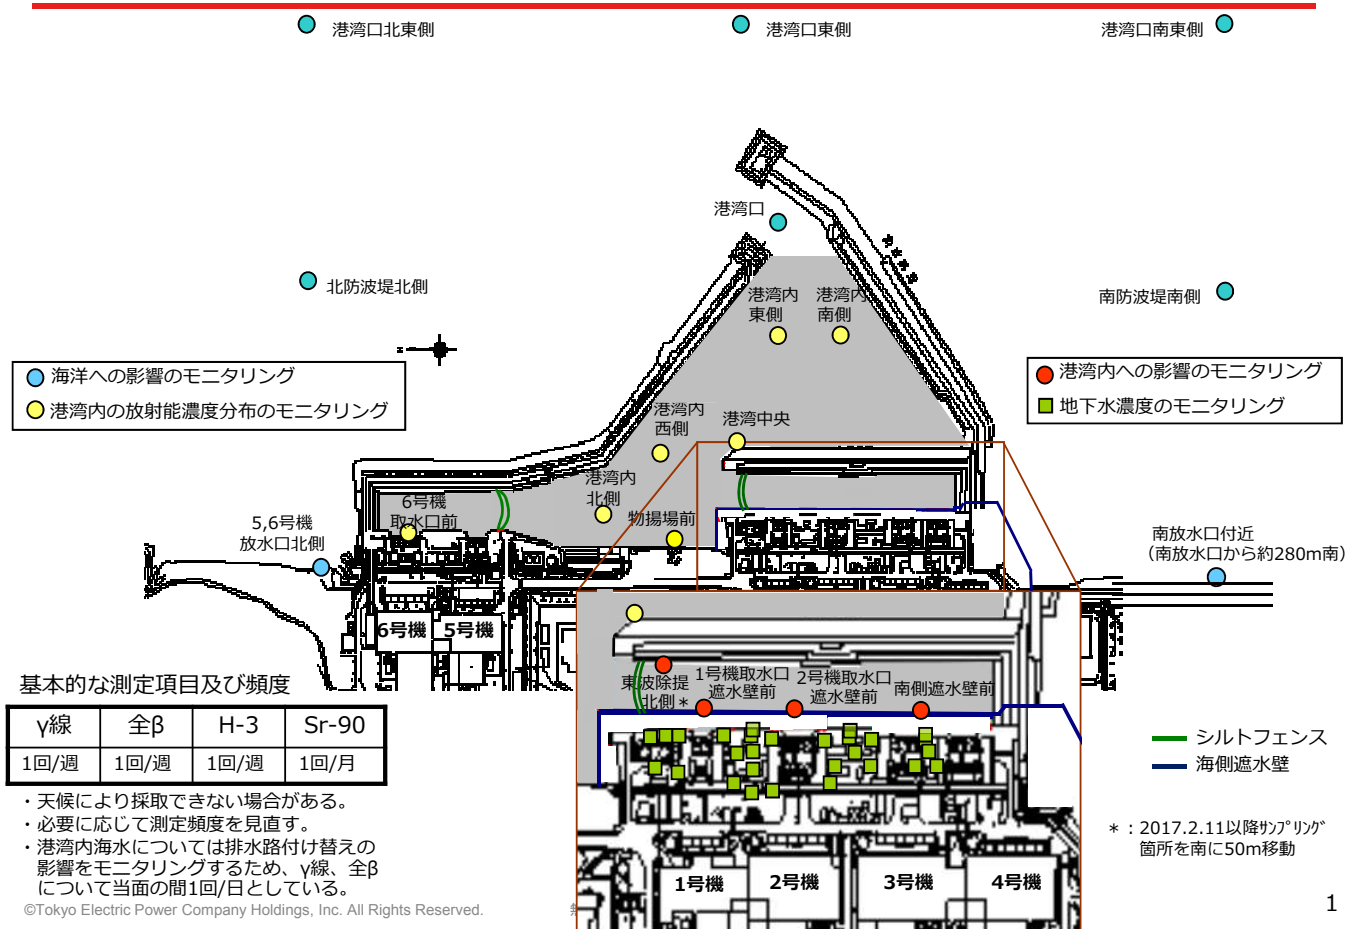 港湾口北東側
港湾口東側
港湾口南東側
港湾口
北防波堤北側
港湾内
東側
港湾内
南側
南防波堤南側
海洋への影響のモニタリング
港湾内の放射能濃度分布のモニタリング
港湾内への影響のモニタリング
地下水濃度のモニタリング
港湾内
西側
港湾中央
港湾内
北側
6号機
取水口前
物揚場前
5,6号機
放水口北側
南放水口付近
（南放水口から約280m南）
6号機
5号機
東波除堤
北側＊
1号機取水口
遮水壁前
2号機取水口
遮水壁前
南側遮水壁前
基本的な測定項目及び頻度
γ線 全β H-3 Sr-90
1回/週 1回/週 1回/週 1回/月
・天候により採取できない場合がある。
・必要に応じて測定頻度を見直す。
・港湾内海水については排水路付け替えの
影響をモニタリングするため、γ線、全β
について当面の間1回/日としている。
シルトフェンス
海側遮水壁
＊：2017.2.11以降ｻﾝﾌﾟﾘﾝｸﾞ
箇所を南に50m移動
1号機
2号機
3号機
4号機
©Tokyo Electric Power Company Holdings, Inc. All Rights Reserved.
1